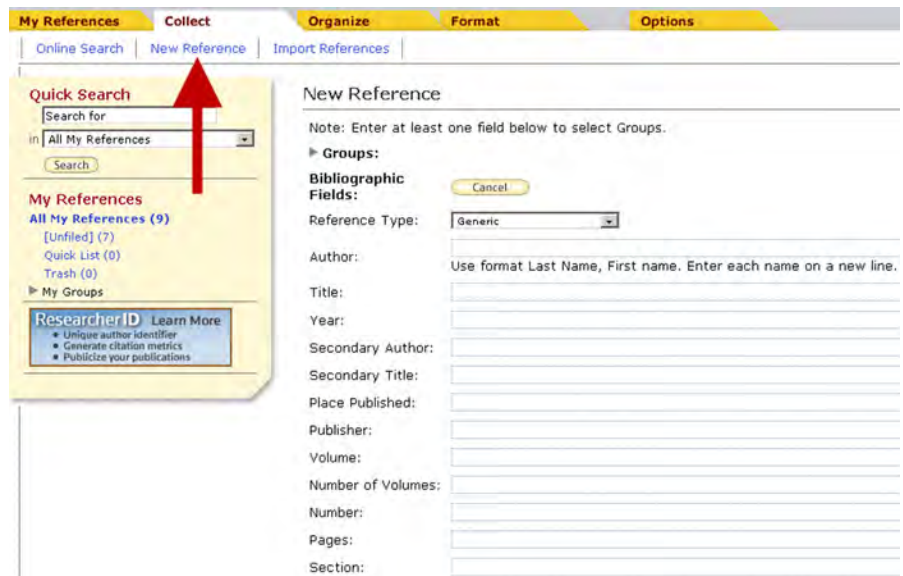 My References Collect Organize Format Options
Online Search New Reference Import References
Quick Search
Search for
in All My References
Search
My References
All My References (9)
[Unfiled] (7)
Quick List (0)
Trash (0)
My Groups
ResearcherID Learn More
• Unique author identifier
• Generate citation metrics
• Publicize your publications
New Reference
Note: Enter at least one field below to select Groups.
Groups:
Bibliographic
Fields:
Cancel
Reference Type: Generic
Author:
Use format Last Name, First name. Enter each name on a new line.
Title:
Year:
Secondary Author:
Secondary Title:
Place Published:
Publisher:
Volume:
Number of Volumes:
Number:
Pages:
Section: